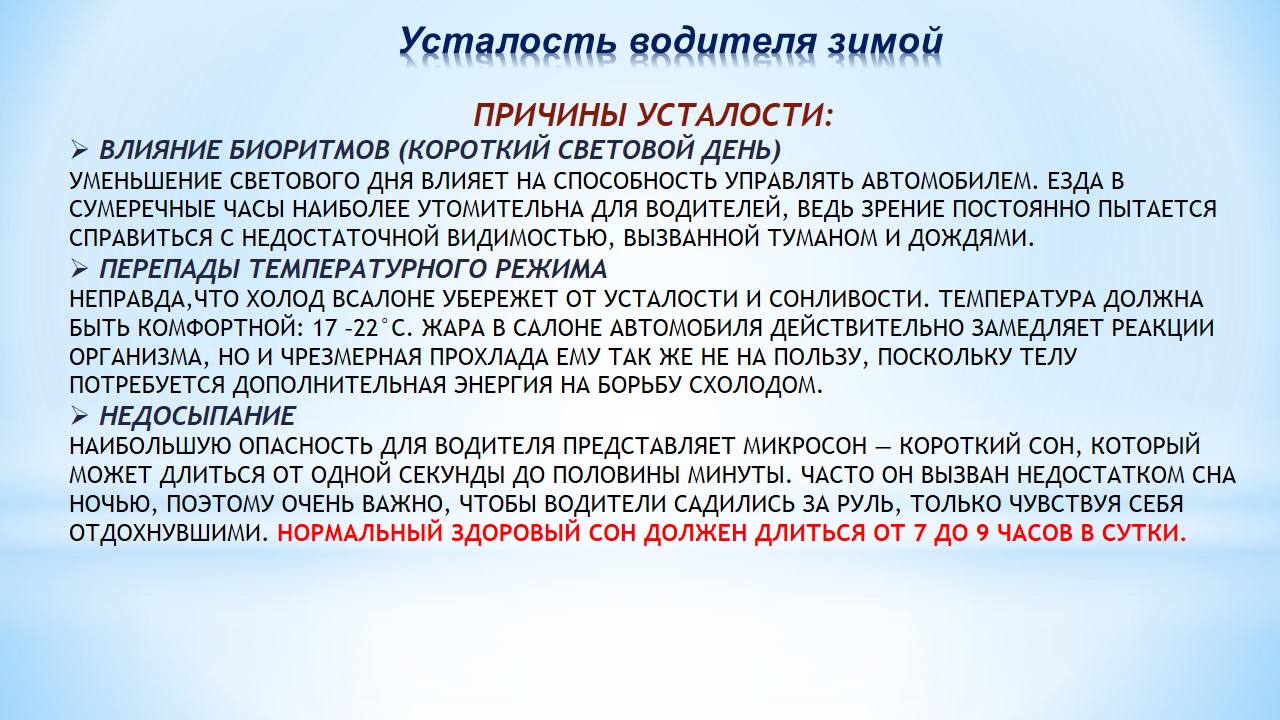 Усталость водителя зимой
ПРИЧИНЫ УСТАЛОСТИ:
➢ ВЛИЯНИЕ БИОРИТМОВ (КОРОТКИЙ СВЕТОВОЙ ДЕНЬ)
УМЕНЬШЕНИЕ СВЕТОВОГО ДНЯ ВЛИЯЕТ НА СПОСОБНОСТЬ УПРАВЛЯТЬ АВТОМОБИЛЕМ. ЕЗДА В
СУМЕРЕЧНЫЕ ЧАСЫ НАИБОЛЕЕ УТОМИТЕЛЬНА ДЛЯ ВОДИТЕЛЕЙ, ВЕДЬ ЗРЕНИЕ ПОСТОЯННО ПЫТАЕТСЯ
СПРАВИТЬСЯ С НЕДОСТАТОЧНОЙ ВИДИМОСТЬЮ, ВЫЗВАННОЙ ТУМАНОМ И ДОЖДЯМИ.
➢ ПЕРЕПАДЫ ТЕМПЕРАТУРНОГО РЕЖИМА
НЕПРАВДА,ЧТО ХОЛОД ВСАЛОНЕ УБЕРЕЖЕТ ОТ УСТАЛОСТИ И СОНЛИВОСТИ. ТЕМПЕРАТУРА ДОЛЖНА
БЫТЬ КОМФОРТНОЙ: 17 -22°С. ЖАРА В САЛОНЕ АВТОМОБИЛЯ ДЕЙСТВИТЕЛЬНО ЗАМЕДЛЯЕТ РЕАКЦИИ
ОРГАНИЗМА, НО И ЧРЕЗМЕРНАЯ ПРОХЛАДА ЕМУ ТАК ЖЕ НЕ НА ПОЛЬЗУ, ПОСКОЛЬКУ ТЕЛУ
ПОТРЕБУЕТСЯ ДОПОЛНИТЕЛЬНАЯ ЭНЕРГИЯ НА БОРЬБУ СХОЛОДОМ.
➢ НЕДОСЫПАНИЕ
НАИБОЛЬШУЮ ОПАСНОСТЬ ДЛЯ ВОДИТЕЛЯ ПРЕДСТАВЛЯЕТ МИКРОСОН — КОРОТКИЙ СОН, КОТОРЫЙ
МОЖЕТ ДЛИТЬСЯ ОТ ОДНОЙ СЕКУНДЫ ДО ПОЛОВИНЫ МИНУТЫ. ЧАСТО ОН ВЫЗВАН НЕДОСТАТКОМ СНА
НОЧЬЮ, ПОЭТОМУ ОЧЕНЬ ВАЖНО, ЧТОБЫ ВОДИТЕЛИ САДИЛИСЬ ЗА РУЛЬ, ТОЛЬКО ЧУВСТВУЯ СЕБЯ
ОТДОХНУВШИМИ. НОРМАЛЬНЫЙ ЗДОРОВЫЙ СОН ДОЛЖЕН ДЛИТЬСЯ ОТ 7 ДО 9 ЧАСОВ В СУТКИ.